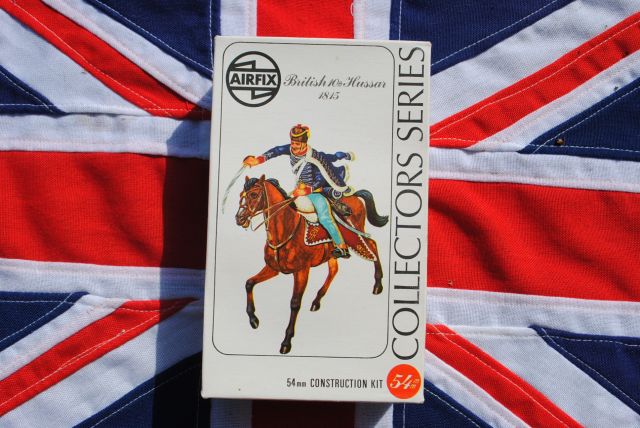 AIRFIX
British 10th Hussar
1815
COLLECTORS SERIES
54mm CONSTRUCTION KIT
54mm